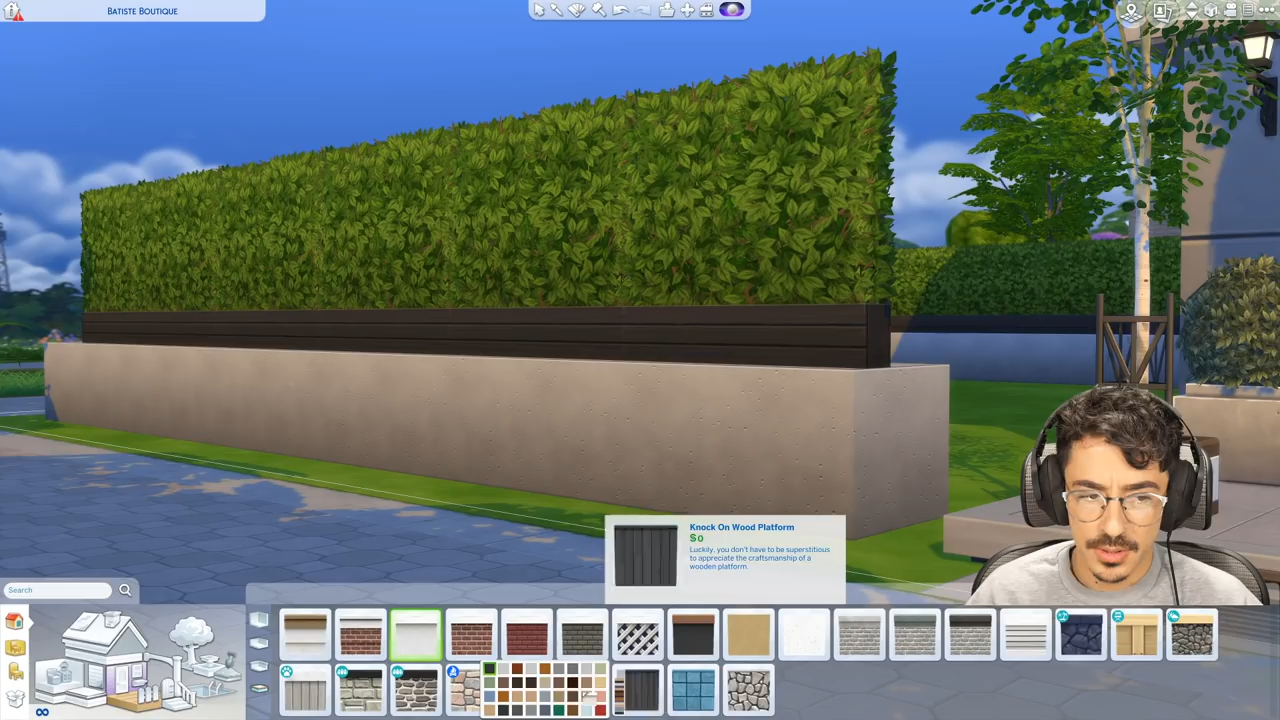 Batiste Boutique
Knock On Wood Platform
$0
Luckily, you don't have to be superstitious
to appreciate the craftsmanship of a
wooden platform.
Search